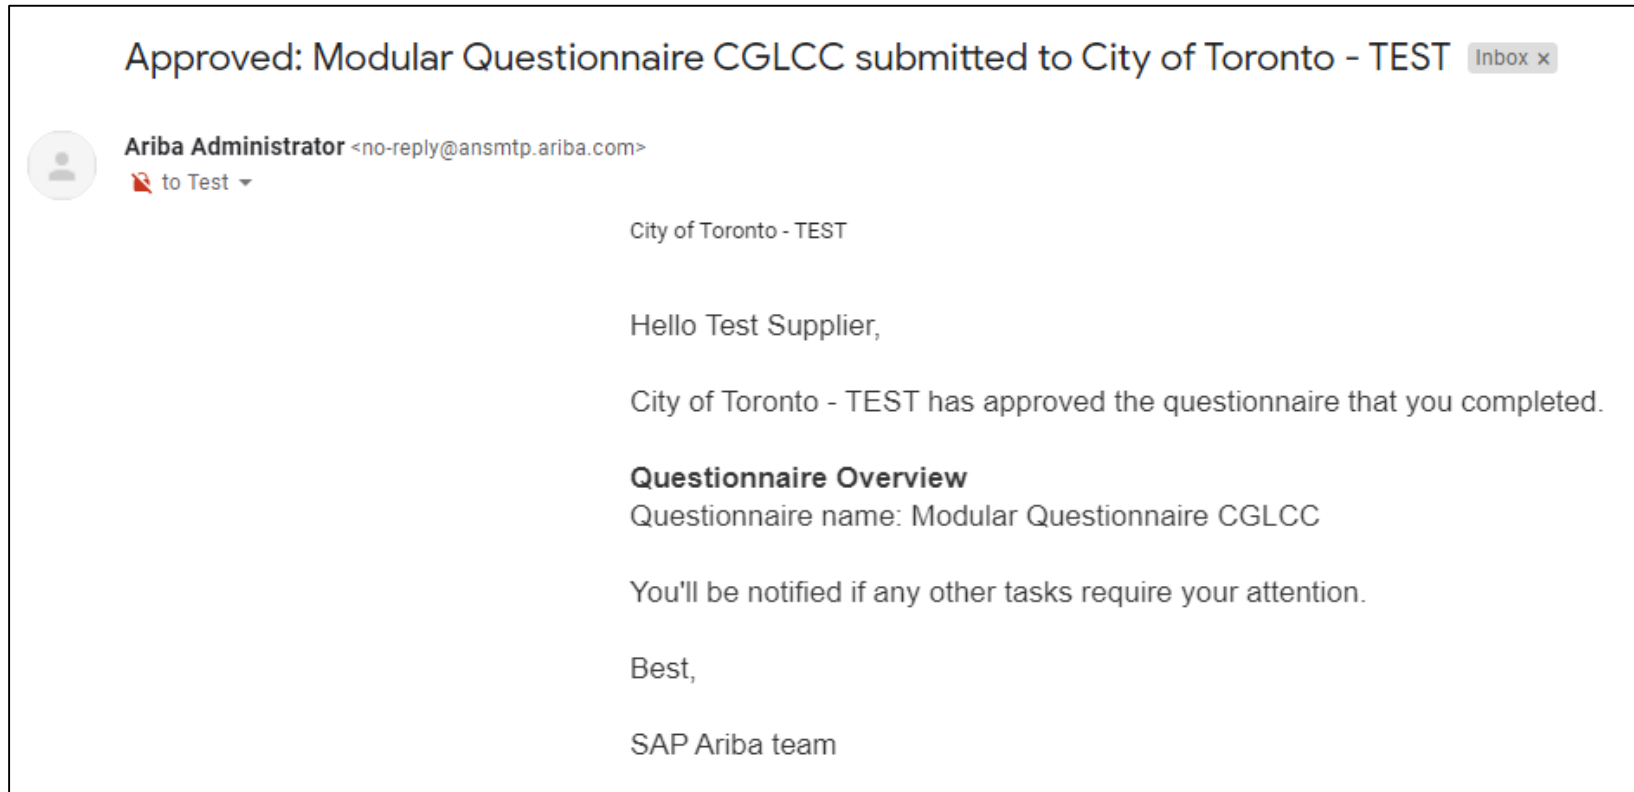 Approved: Modular Questionnaire CGLCC submitted to City of Toronto - TEST Inbox ×
Ariba Administrator <no-reply@ansmtp.ariba.com>
to Test
City of Toronto - TEST
Hello Test Supplier,
City of Toronto - TEST has approved the questionnaire that you completed.
Questionnaire Overview
Questionnaire name: Modular Questionnaire CGLCC
You'll be notified if any other tasks require your attention.
Best,
SAP Ariba team